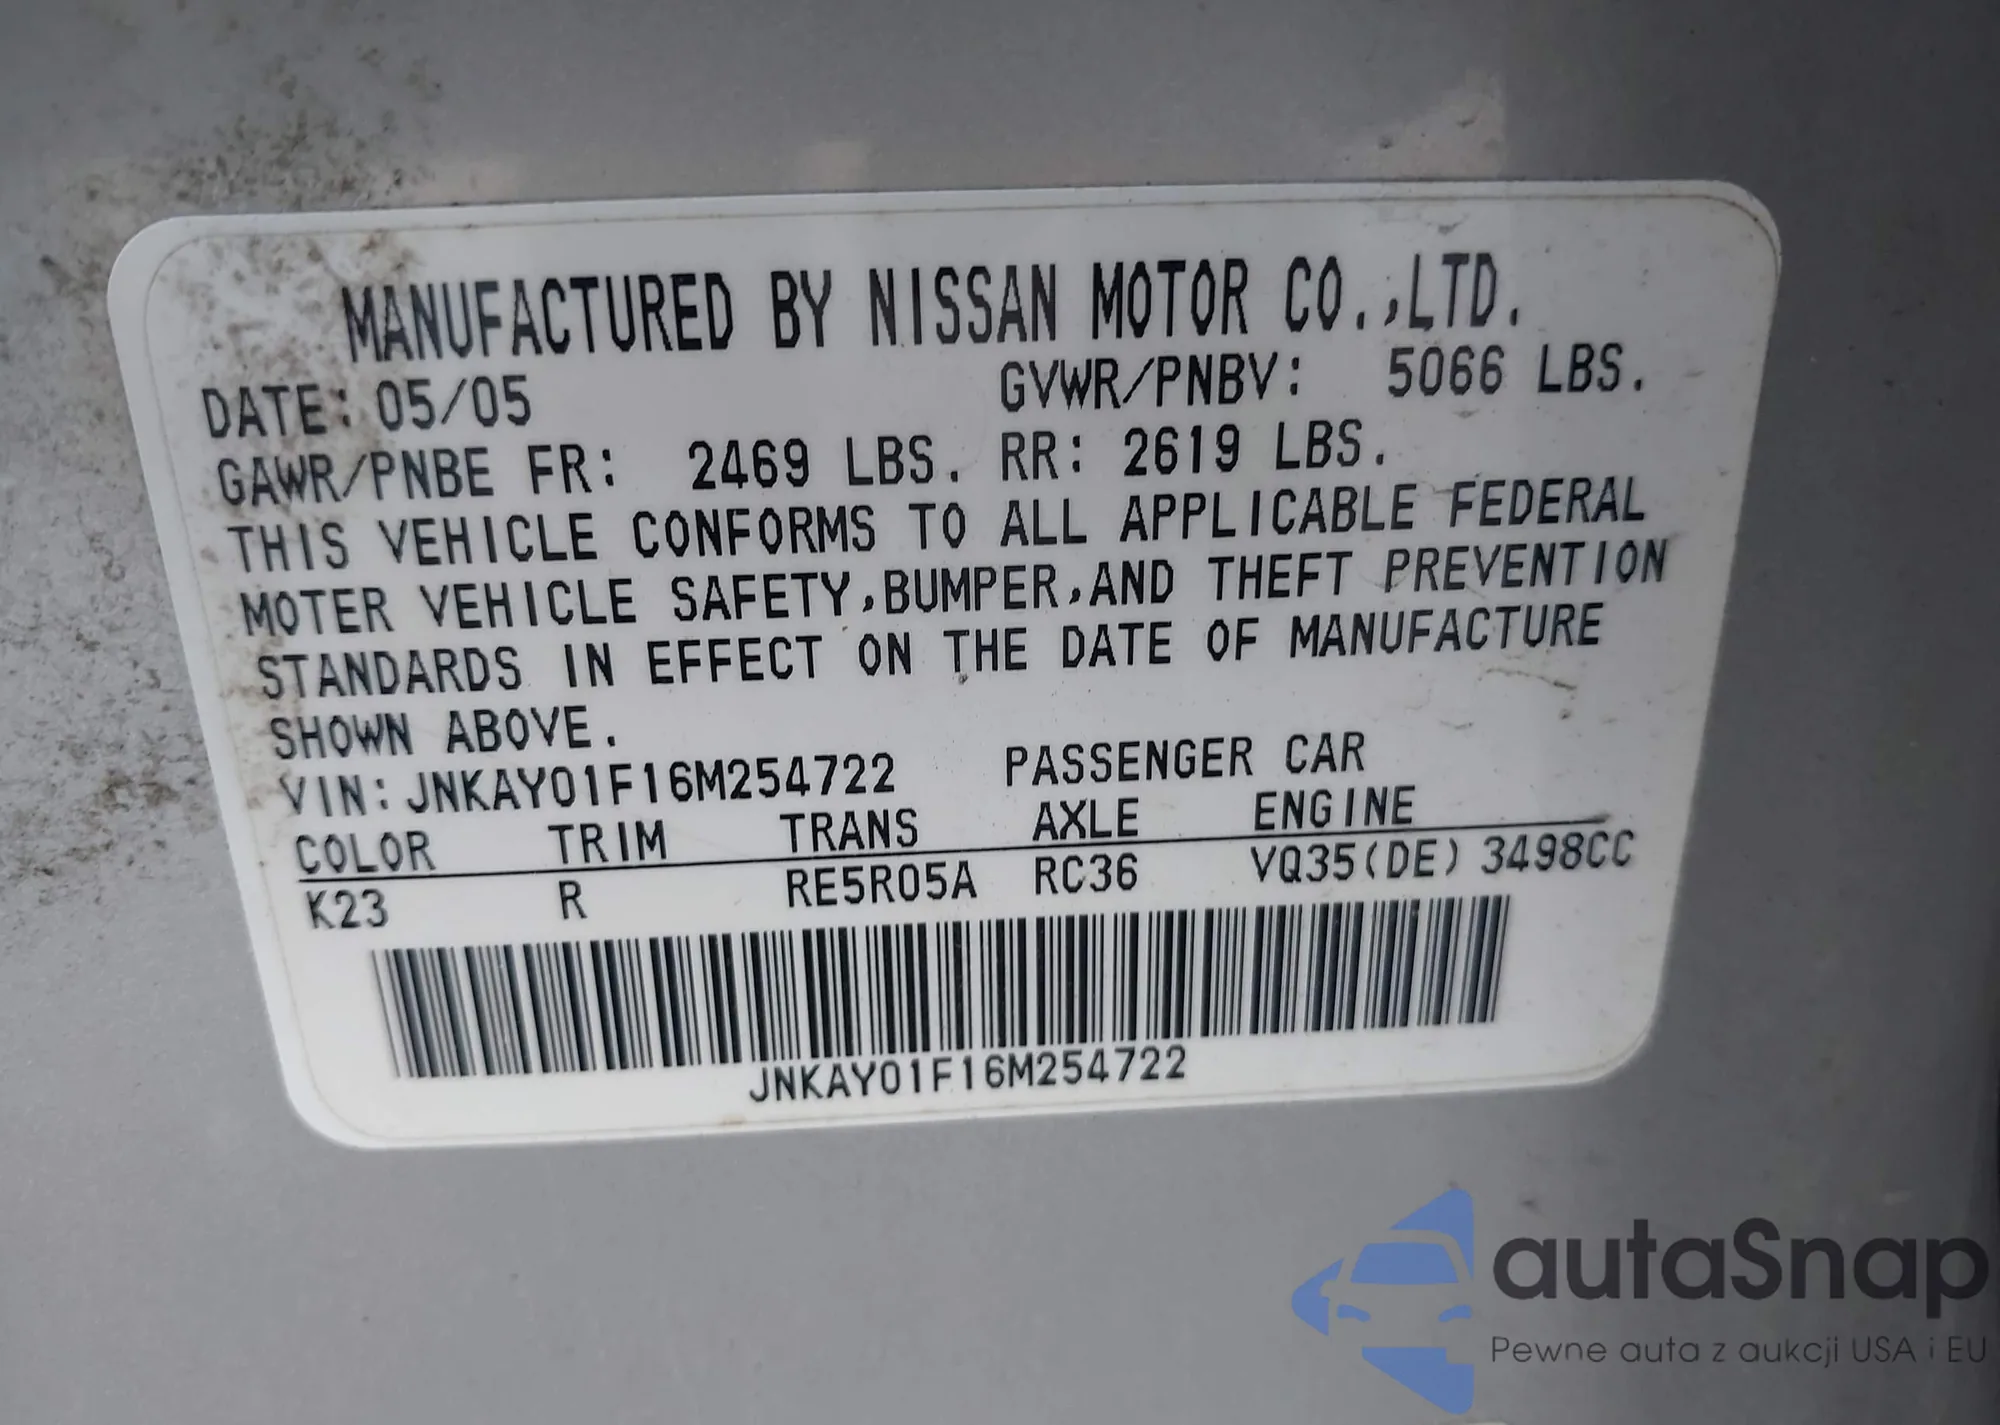 MANUFACTURED BY NISSAN MOTOR CO.,LTD.
DATE: 05/05 GVWR/PNBV: 5066 LBS.
GAWR/PNBE FR: 2469 LBS. RR: 2619 LBS.
THIS VEHICLE CONFORMS TO ALL APPLICABLE FEDERAL
MOTER VEHICLE SAFETY,BUMPER,AND THEFT PREVENTION
STANDARDS IN EFFECT ON THE DATE OF MANUFACTURE
SHOWN ABOVE.
VIN: JNKAY01F16M254722 PASSENGER CAR
COLOR TRIM TRANS AXLE ENGINE
K23 R RE5R05A RC36 VQ35(DE) 3498CC
JNKAY01F16M254722
autaSnap
Pewne auta z aukcji USA i EU